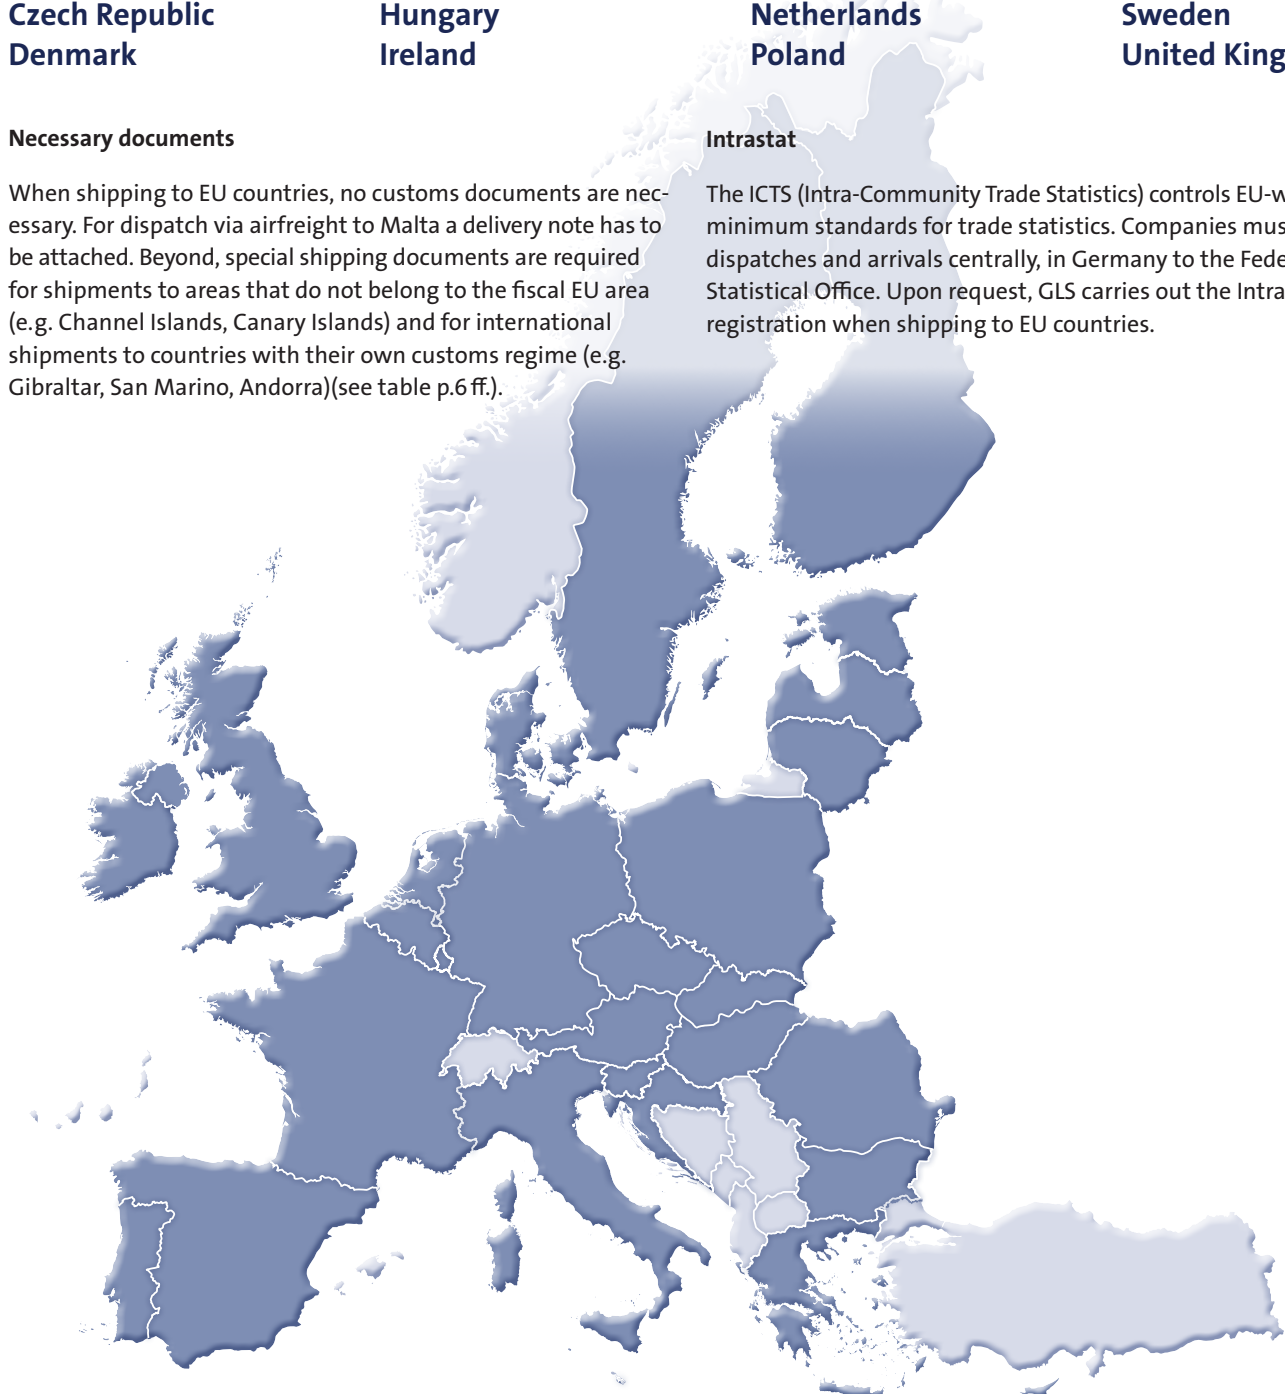 Czech Republic
Denmark
Hungary
Ireland
Netherlands
Poland
Sweden
United King
Necessary documents
When shipping to EU countries, no customs documents are nec-
essary. For dispatch via airfreight to Malta a delivery note has to
be attached. Beyond, special shipping documents are required
for shipments to areas that do not belong to the fiscal EU area
(e.g. Channel Islands, Canary Islands) and for international
shipments to countries with their own customs regime (e.g.
Gibraltar, San Marino, Andorra)(see table p.6 ff.).
Intrastat
The ICTS (Intra-Community Trade Statistics) controls EU-w
minimum standards for trade statistics. Companies mus
dispatches and arrivals centrally, in Germany to the Fede
Statistical Office. Upon request, GLS carries out the Intra
registration when shipping to EU countries.